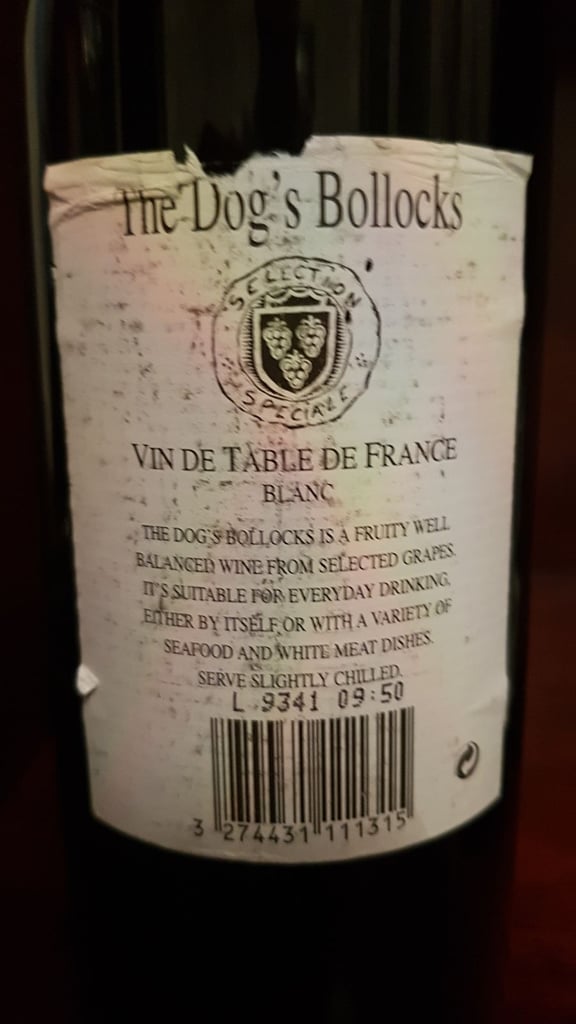 The Dog's Bollocks
SELECTION
SPECIALE
VIN DE TABLE DE FRANCE
BLANC
THE DOG'S BOLLOCKS IS A FRUITY WELL
BALANCED WINE FROM SELECTED GRAPES.
IT'S SUITABLE FOR EVERYDAY DRINKING,
EITHER BY ITSELF OR WITH A VARIETY OF
SEAFOOD AND WHITE MEAT DISHES.
SERVE SLIGHTLY CHILLED.
L 9341 09:50
3 274431 111315